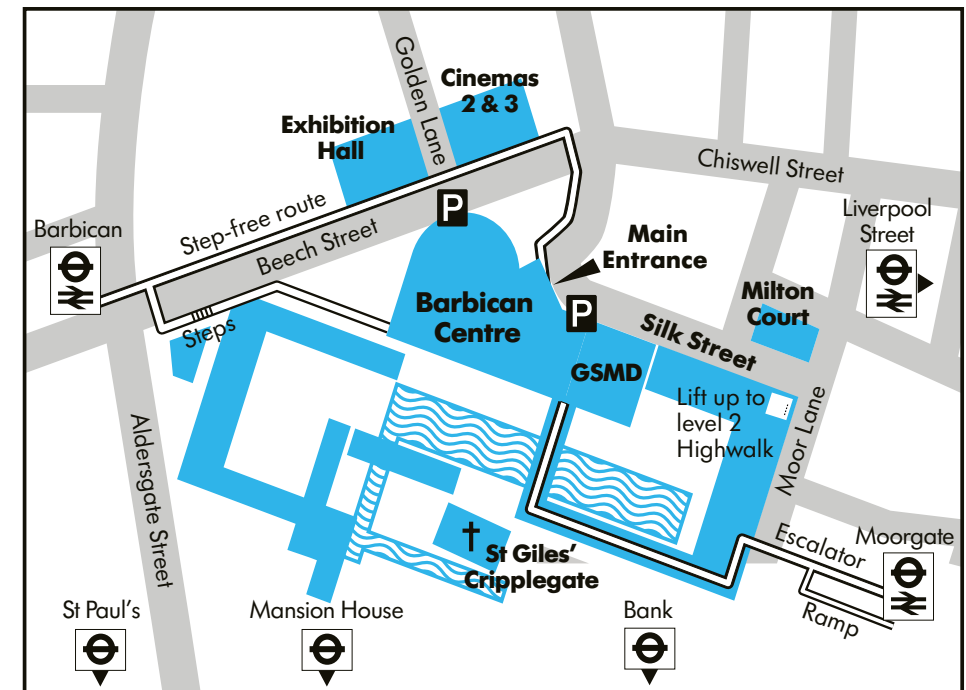 Golden Lane
Cinemas
2 & 3
Exhibition
Hall
Chiswell Street
Barbican
Step-free route
Beech Street
P
Liverpool
Street
Main
Entrance
Milton
Court
Barbican
Centre
P
Silk Street
Steps
GSMD
Lift up to
level 2
Highwalk
Moor Lane
Aldersgate Street
St Giles'
Cripplegate
Escalator
Moorgate
Ramp
St Paul's
Mansion House
Bank